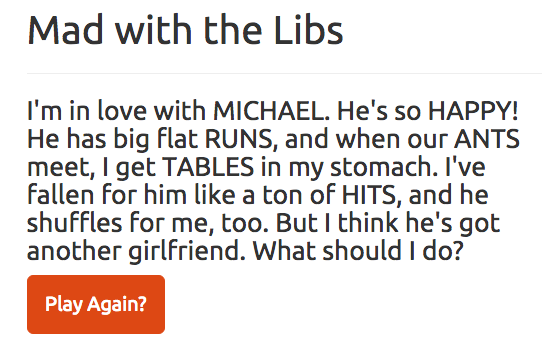 Mad with the Libs
I'm in love with MICHAEL. He's so HAPPY!
He has big flat RUNS, and when our ANTS
meet, I get TABLES in my stomach. I've
fallen for him like a ton of HITS, and he
shuffles for me, too. But I think he's got
another girlfriend. What should I do?
Play Again?